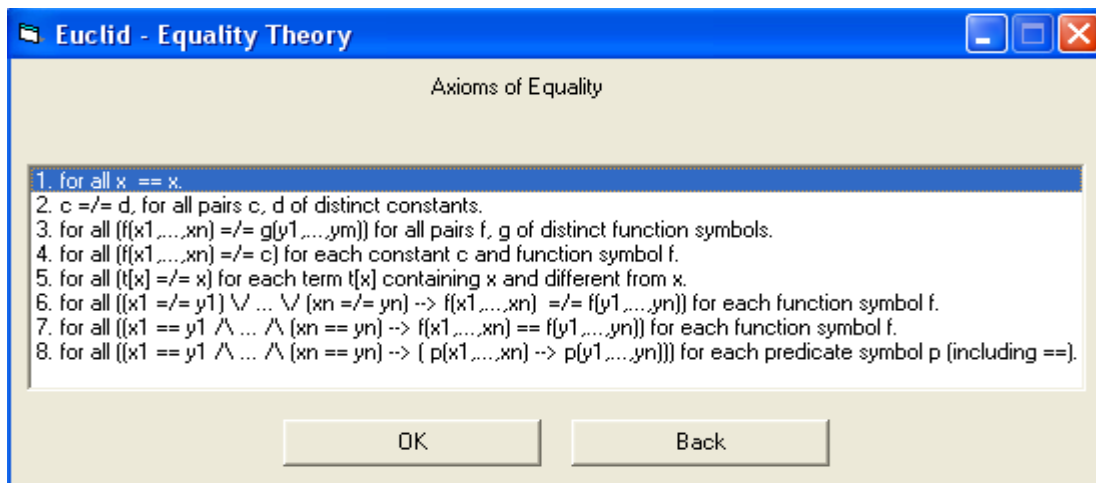 Euclid - Equality Theory
Axioms of Equality
1. for all x  == x.
2. c =/= d, for all pairs c, d of distinct constants.
3. for all (f(x1,...,xn) =/= g(y1,...,ym)) for all pairs f, g of distinct function symbols.
4. for all (f(x1,...,xn) =/= c) for each constant c and function symbol f.
5. for all (t[x] =/= x) for each term t[x] containing x and different from x.
6. for all ((x1 =/= y1) \/ ... \/ (xn =/= yn) --> f(x1,...,xn)  =/= f(y1,...,yn)) for each function symbol f.
7. for all ((x1 == y1 /\ ... /\ (xn == yn) --> f(x1,...,xn) == f(y1,...,yn)) for each function symbol f.
8. for all ((x1 == y1 /\ ... /\ (xn == yn) --> ( p(x1,...,xn) --> p(y1,...,yn))) for each predicate symbol p (including ==).
OK Back